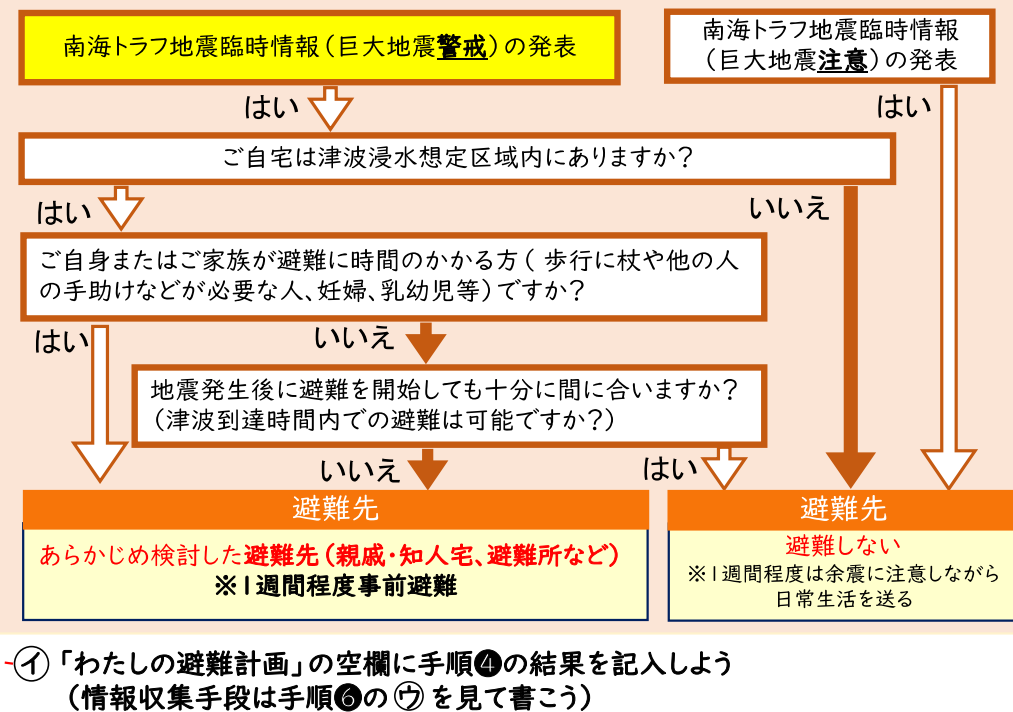 南海トラフ地震臨時情報（巨大地震警戒）の発表
南海トラフ地震臨時情報
（巨大地震注意）の発表
はい
はい
ご自宅は津波浸水想定区域内にありますか？
はい
いいえ
ご自身またはご家族が避難に時間のかかる方（ 歩行に杖や他の人
の手助けなどが必要な人、妊婦、乳幼児等）ですか？
はい
いいえ
地震発生後に避難を開始しても十分に間に合いますか？
（津波到達時間内での避難は可能ですか？）
いいえ
はい
避難先
あらかじめ検討した避難先（親戚・知人宅、避難所など）
※１週間程度事前避難
避難先
避難しない
※１週間程度は余震に注意しながら
日常生活を送る
㋑「わたしの避難計画」の空欄に手順❹の結果を記入しよう
（情報収集手段は手順❻の㋒を見て書こう）